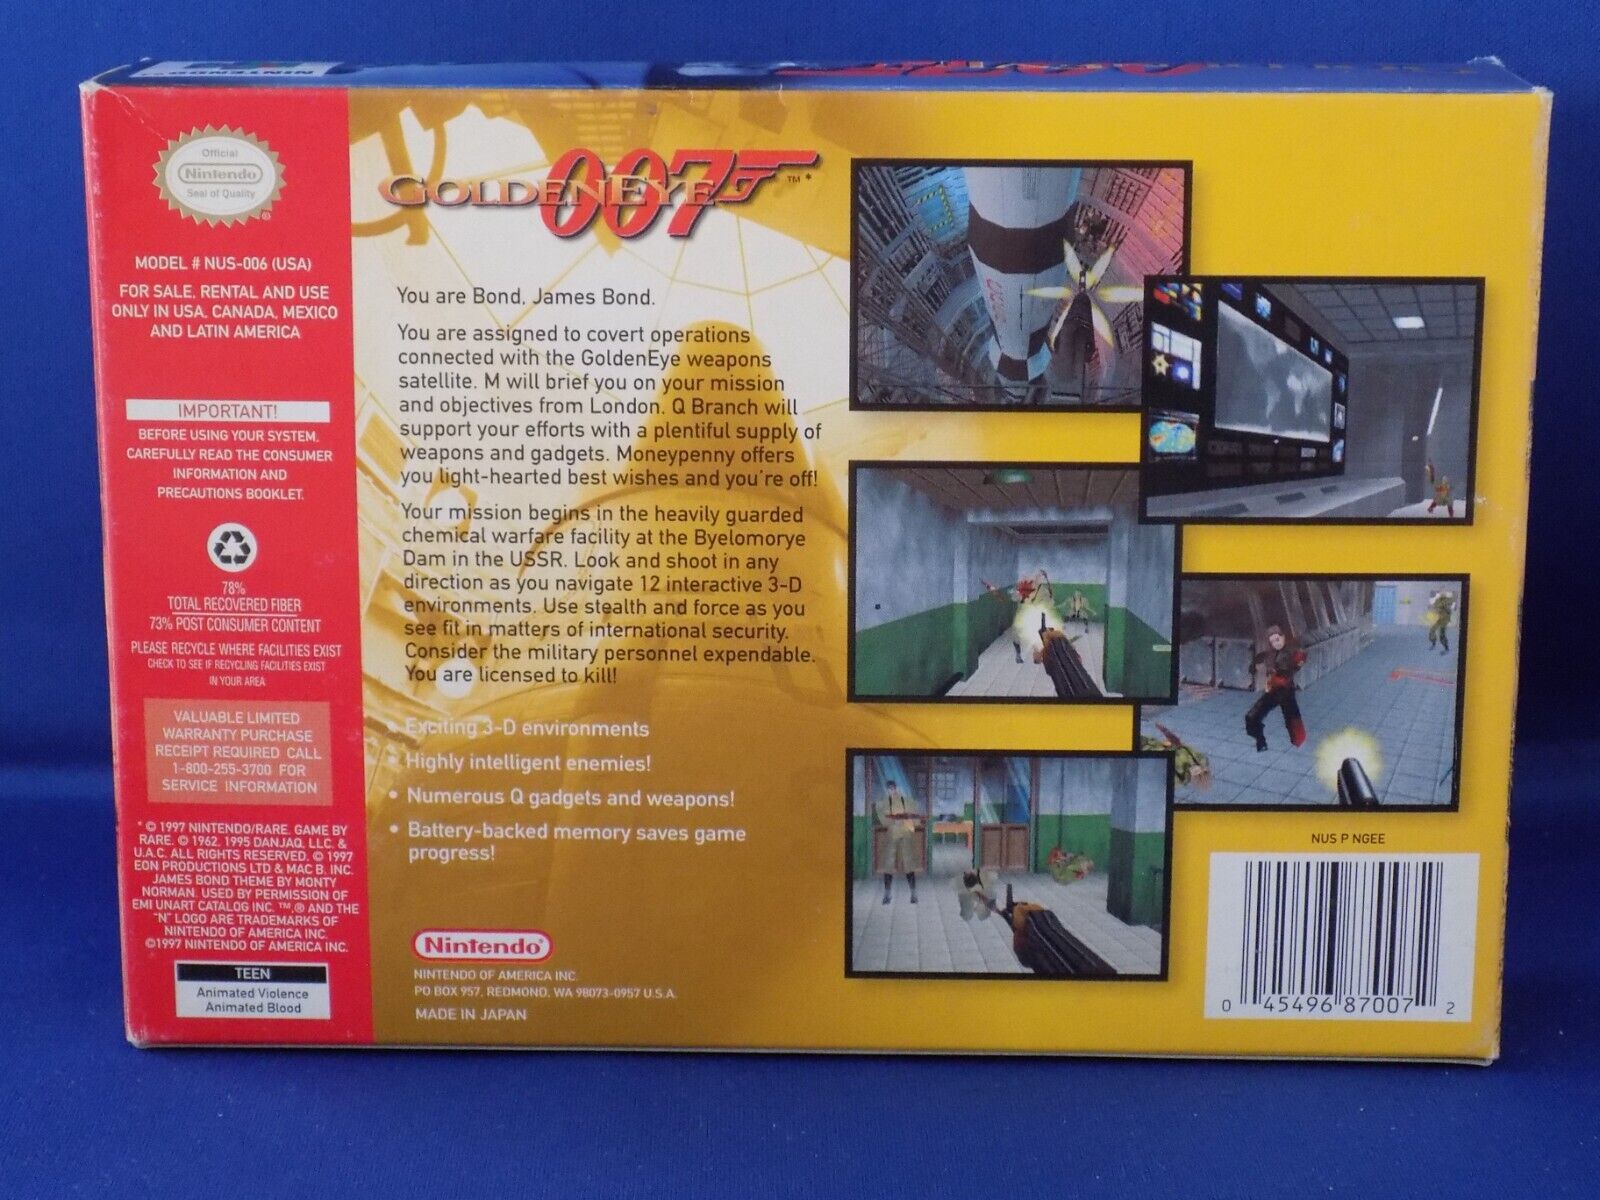 Official
Nintendo
Seal of Quality
MODEL # NUS-006 (USA)
FOR SALE, RENTAL AND USE
ONLY IN USA, CANADA, MEXICO
AND LATIN AMERICA
IMPORTANT!
BEFORE USING YOUR SYSTEM,
CAREFULLY READ THE CONSUMER
INFORMATION AND
PRECAUTIONS BOOKLET.
78%
TOTAL RECOVERED FIBER
73% POST CONSUMER CONTENT
PLEASE RECYCLE WHERE FACILITIES EXIST
CHECK TO SEE IF RECYCLING FACILITIES EXIST
IN YOUR AREA
VALUABLE LIMITED
WARRANTY PURCHASE
RECEIPT REQUIRED CALL
1-800-255-3700 FOR
SERVICE INFORMATION
* © 1997 NINTENDO/RARE. GAME BY
RARE. © 1962, 1995 DANJAQ, LLC. &
U.A.C. ALL RIGHTS RESERVED. © 1997
EON PRODUCTIONS LTD & MAC B. INC.
JAMES BOND THEME BY MONTY
NORMAN. USED BY PERMISSION OF
EMI UNART CATALOG INC. ™,® AND THE
"N" LOGO ARE TRADEMARKS OF
NINTENDO OF AMERICA INC.
©1997 NINTENDO OF AMERICA INC.
TEEN
Animated Violence
Animated Blood
GOLDENEYE 007 ™ *
You are Bond. James Bond.
You are assigned to covert operations
connected with the GoldenEye weapons
satellite. M will brief you on your mission
and objectives from London. Q Branch will
support your efforts with a plentiful supply of
weapons and gadgets. Moneypenny offers
you light-hearted best wishes and you're off!
Your mission begins in the heavily guarded
chemical warfare facility at the Byelomorye
Dam in the USSR. Look and shoot in any
direction as you navigate 12 interactive 3-D
environments. Use stealth and force as you
see fit in matters of international security.
Consider the military personnel expendable.
You are licensed to kill!
• Exciting 3-D environments
• Highly intelligent enemies!
• Numerous Q gadgets and weapons!
• Battery-backed memory saves game
progress!
Nintendo®
NINTENDO OF AMERICA INC.
PO BOX 957, REDMOND, WA 98073-0957 U.S.A.
MADE IN JAPAN
NUS P NGEE
0 45496 87007 2